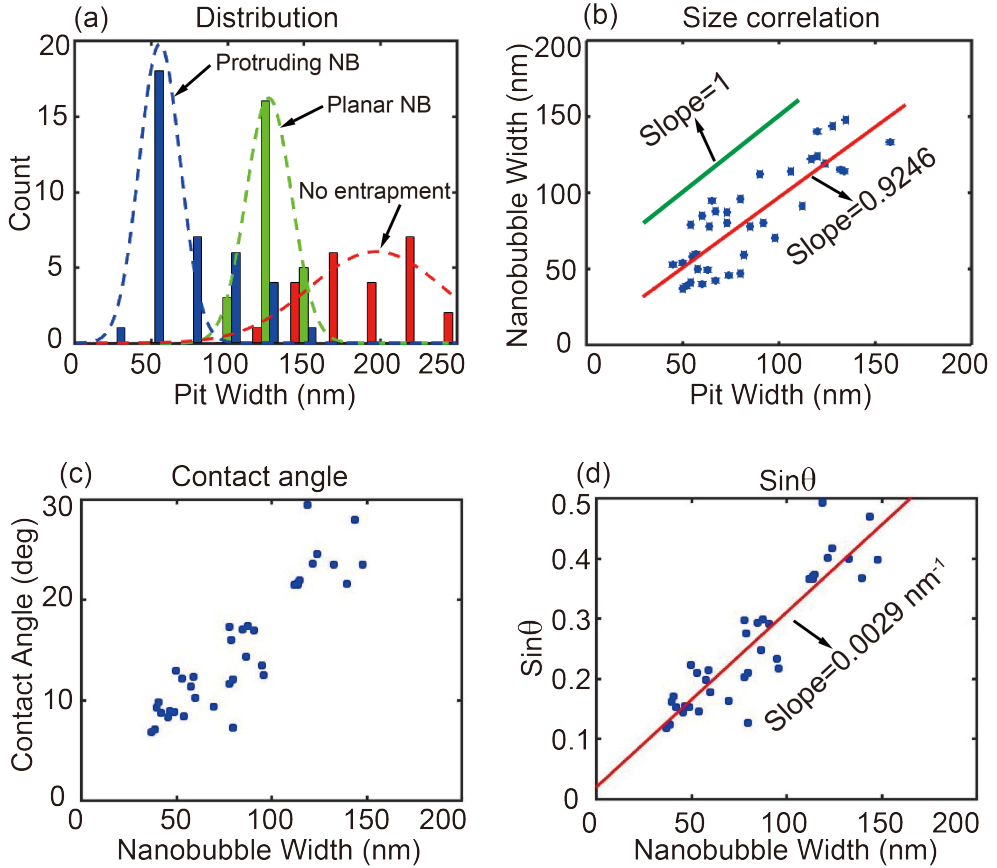 (a)
Distribution
20
15
10
5
0
Count
Protruding NB
Planar NB
No entrapment
0
50
100
150
200
250
Pit Width (nm)
(b)
Size correlation
200
150
100
50
0
Nanobubble Width (nm)
Slope=1
Slope=0.9246
0
50
100
150
200
Pit Width (nm)
(c)
Contact angle
30
20
10
0
Contact Angle (deg)
0
50
100
150
200
Nanobubble Width (nm)
(d)
Sinθ
0.5
0.4
0.3
0.2
0.1
0
Sinθ
Slope=0.0029 nm⁻¹
0
50
100
150
200
Nanobubble Width (nm)